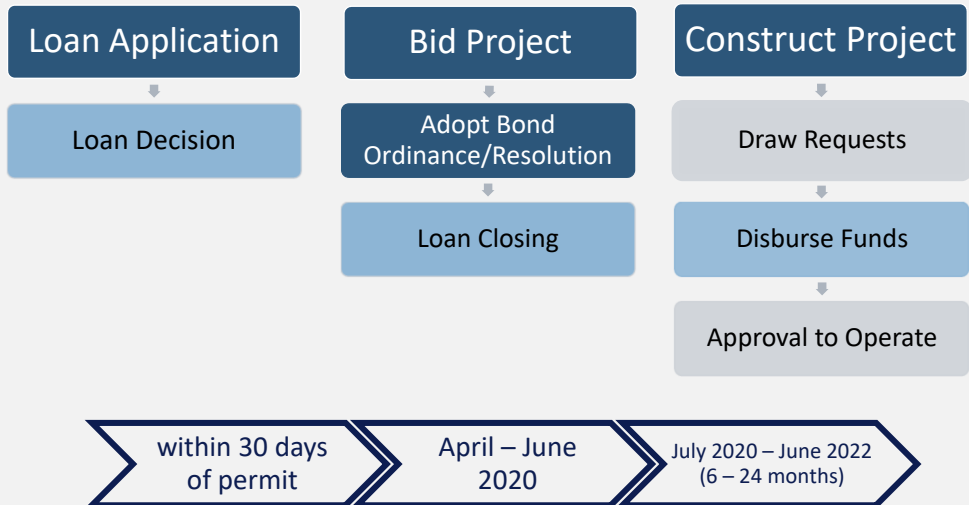 Loan Application
Loan Decision
Bid Project
Adopt Bond
Ordinance/Resolution
Loan Closing
Construct Project
Draw Requests
Disburse Funds
Approval to Operate
within 30 days
of permit
April – June
2020
July 2020 – June 2022
(6 – 24 months)